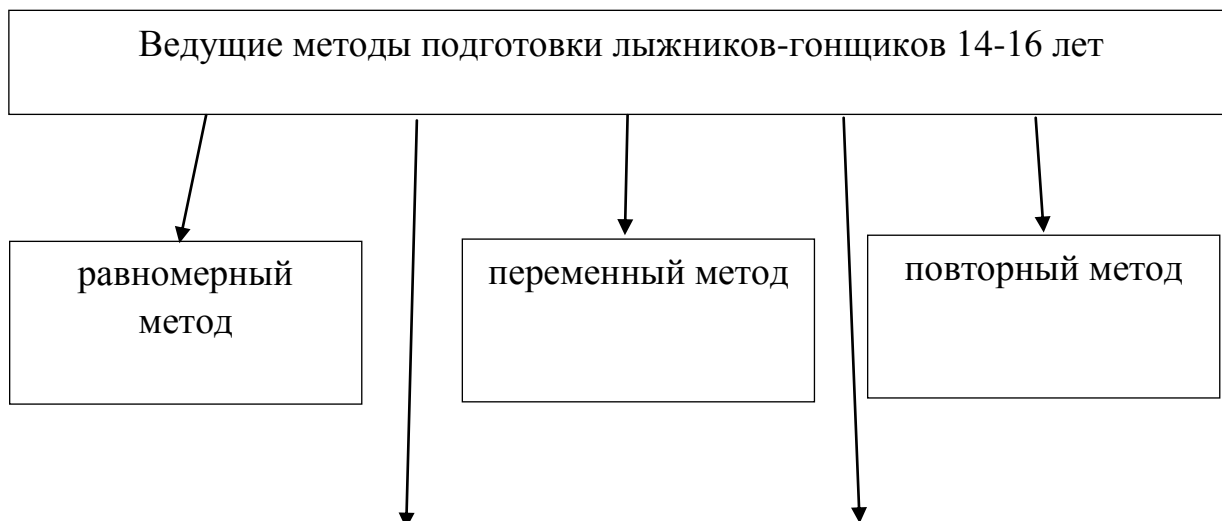 Ведущие методы подготовки лыжников-гонщиков 14-16 лет
равномерный
метод
переменный метод
повторный метод